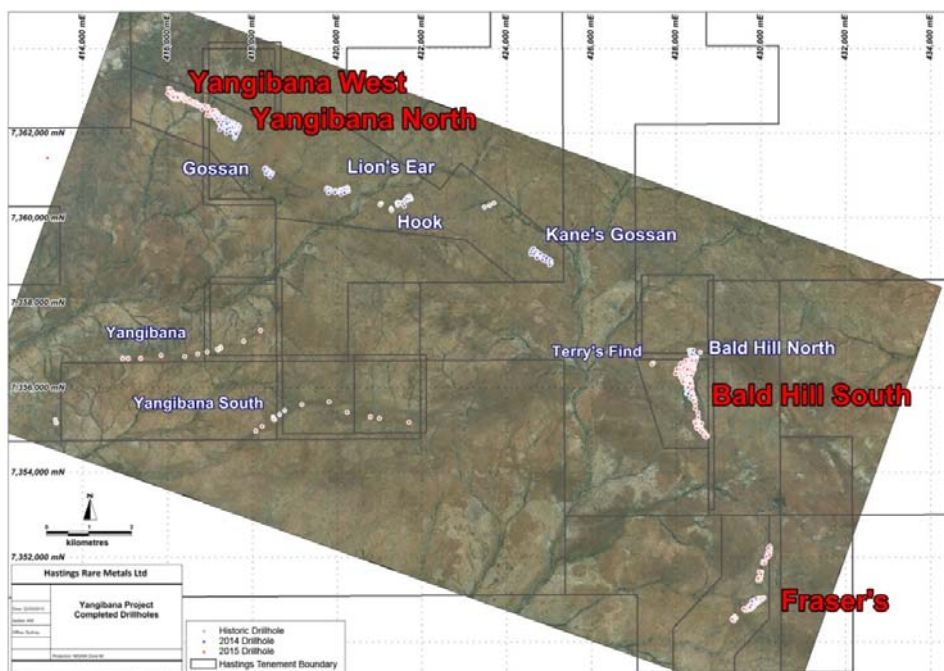 414,000 mE
416,000 mE
418,000 mE
420,000 mE
422,000 mE
424,000 mE
426,000 mE
428,000 mE
430,000 mE
434,000 mE
Yangibana West
Yangibana North
7,362,000 mN
Gossan
Lion's Ear
7,360,000 mN
Hook
Kane's Gossan
7,358,000 mN
Yangibana
Terry's Find
Bald Hill North
7,356,000 mN
Yangibana South
Bald Hill South
7,354,000 mN
N
0 1 2
kilometres
7,352,000 mN
Hastings Rare Metals Ltd
Yangibana Project
Completed Drillholes
Fraser's
Historic Drillhole
2014 Drillhole
2015 Drillhole
Hastings Tenement Boundary